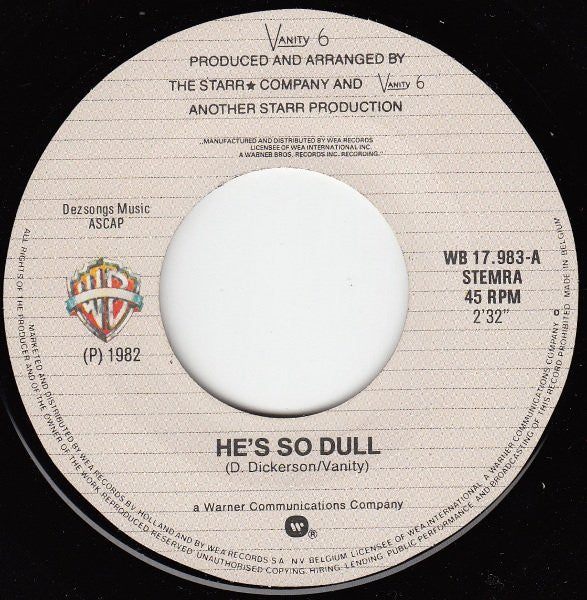 VANITY 6
PRODUCED AND ARRANGED BY
THE STARR★ COMPANY AND VANITY 6
ANOTHER STARR PRODUCTION
"..MANUFACTURED AND DISTRIBUTED BY WEA RECORDS
LICENSEE OF WEA INTERNATIONAL INC.
A WARNER BROS. RECORDS INC. RECORDING.."
Dezsongs Music
ASCAP
WB 17.983-A
STEMRA
45 RPM
2'32"
WB
(P) 1982
HE'S SO DULL
(D. Dickerson/Vanity)
a Warner Communications Company
W®
ALL RIGHTS OF THE PRODUCER AND OF THE OWNER OF THE WORK REPRODUCED RESERVED. UNAUTHORISED COPYING, HIRING, LENDING PUBLIC PERFORMANCE AND BROADCASTING OF THIS RECORD PROHIBITED. MADE IN BELGIUM
MARKETED AND DISTRIBUTED BY WEA RECORDS B.V. HOLLAND AND BY WEA RECORDS S.A. N.V. BELGIUM LICENSEE OF WEA INTERNATIONAL A WARNER COMMUNICATIONS COMPANY